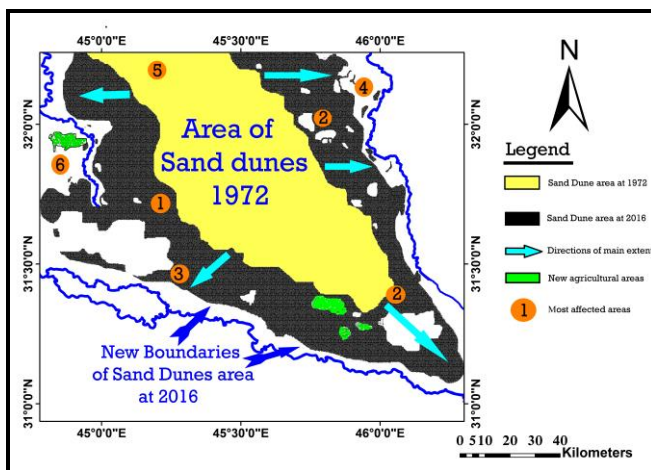 45°0'0"E
45°30'0"E
46°0'0"E
N
32°0'0"N
32°0'0"N
5
4
2
Area of
Sand dunes
1972
6
1
3
2
31°30'0"N
31°30'0"N
New Boundaries
of Sand Dunes area
at 2016
31°0'0"N
31°0'0"N
45°0'0"E
45°30'0"E
46°0'0"E
Legend
Sand Dune area at 1972
Sand Dune area at 2016
Directions of main extent
New agricultural areas
1
Most affected areas
0 5 10 20 30 40
Kilometers